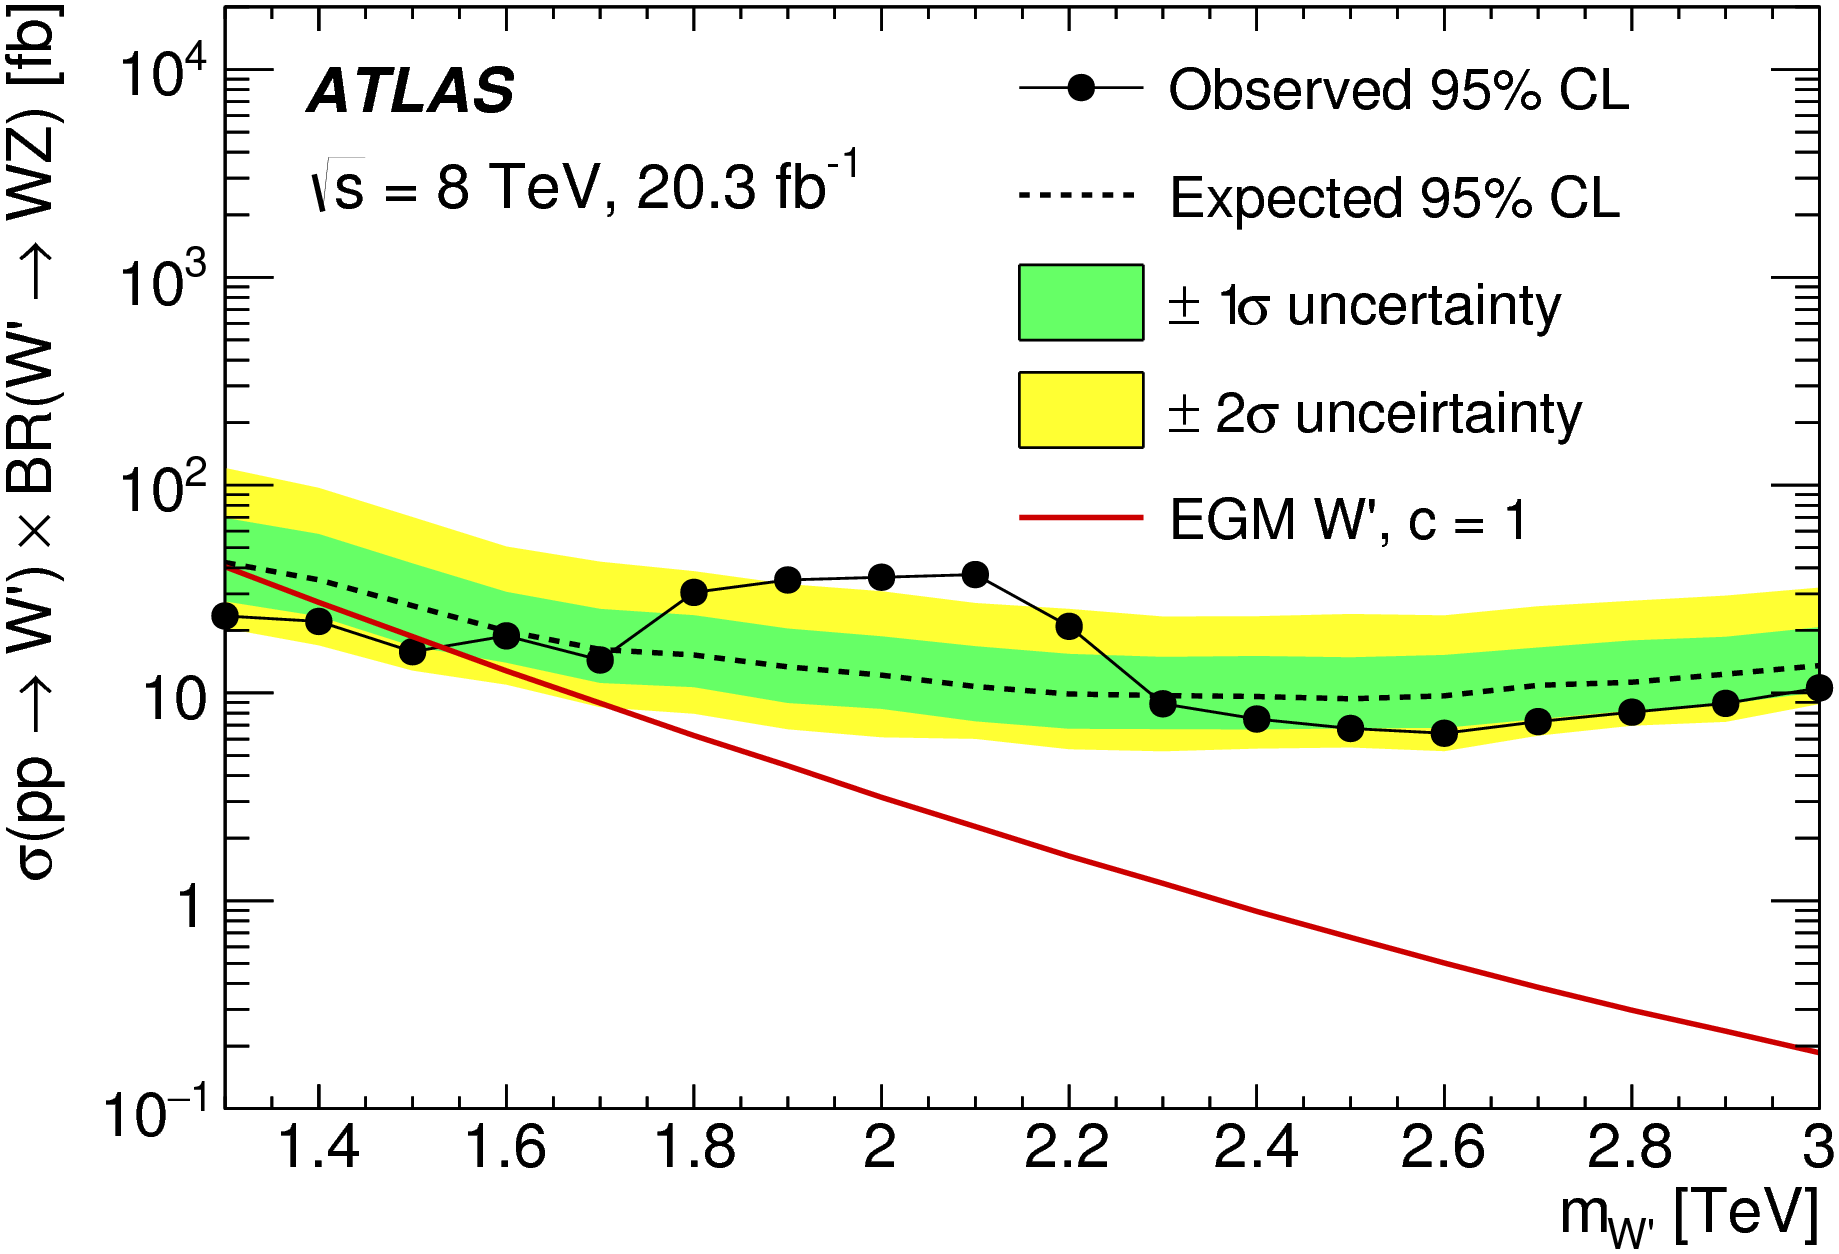 σ(pp → W') × BR(W' → WZ) [fb]
ATLAS
√s = 8 TeV, 20.3 fb⁻¹
Observed 95% CL
Expected 95% CL
± 1σ uncertainty
± 2σ unceirtainty
EGM W', c = 1
10⁴
10³
10²
10
1
10⁻¹
1.4 1.6 1.8 2 2.2 2.4 2.6 2.8 3
m_W' [TeV]